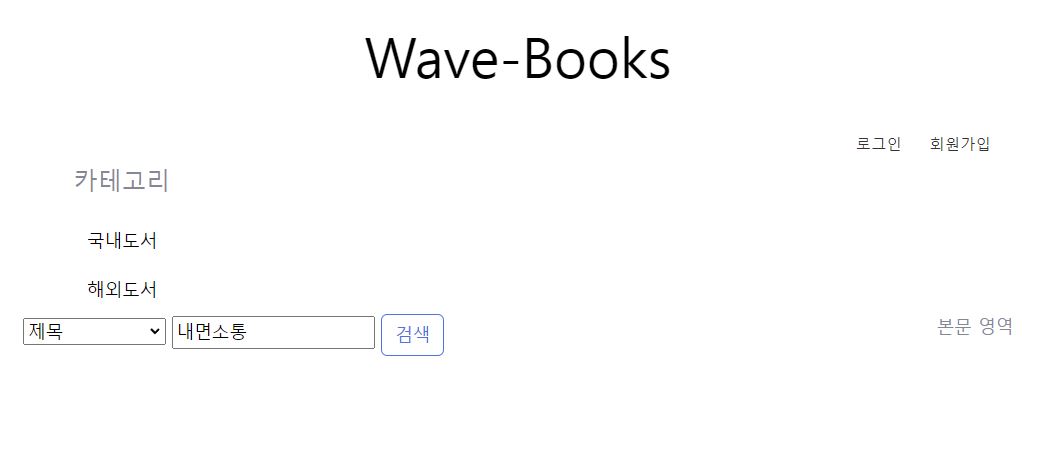 Wave-Books
로그인 회원가입
카테고리
국내도서
해외도서
제목 내면소통 검색 본문 영역